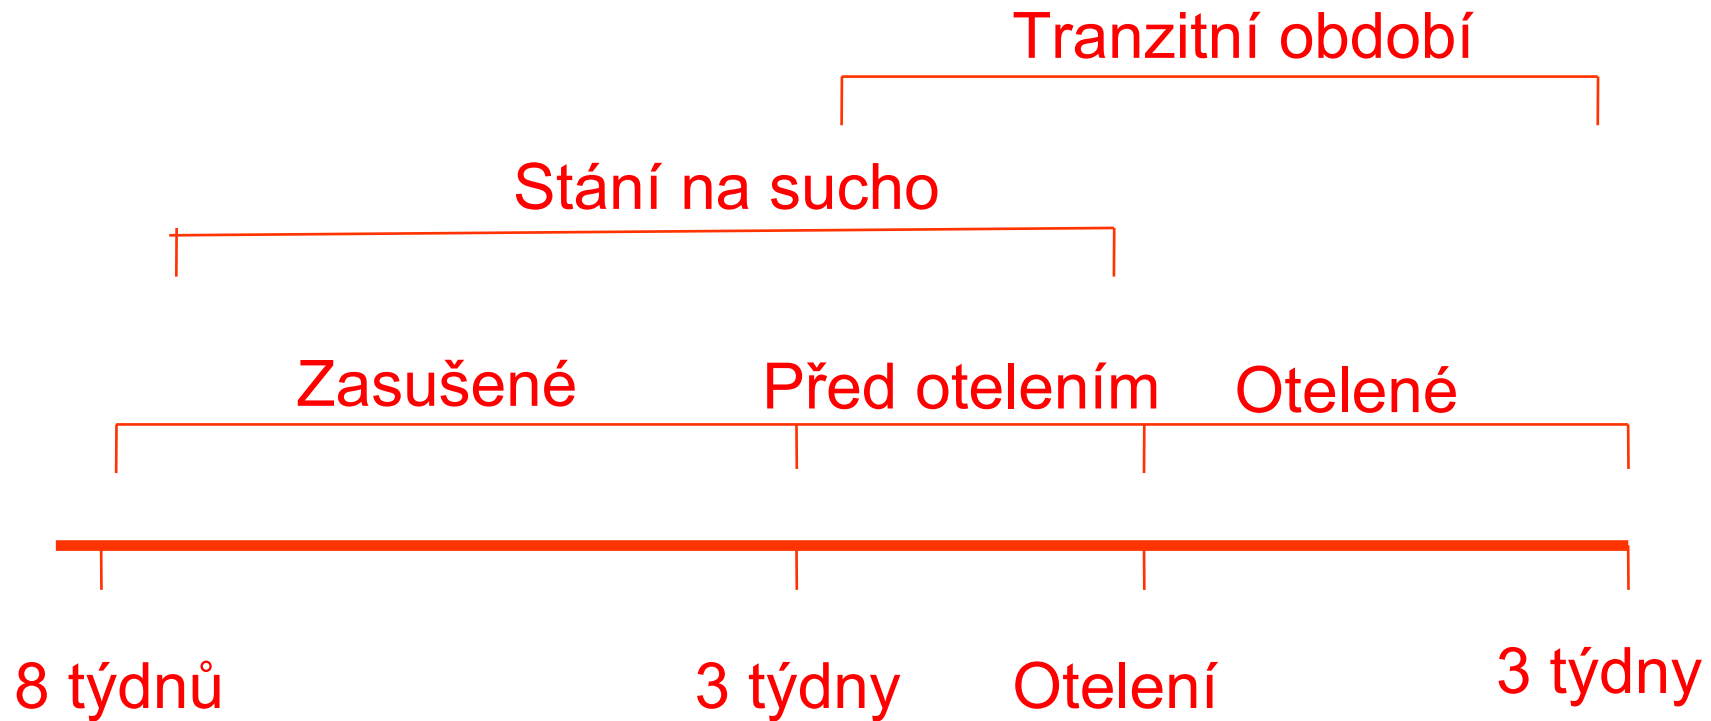 Tranzitní období
Stání na sucho
Zasušené
Před otelením
Otelené
8 týdnů
3 týdny
Otelení
3 týdny